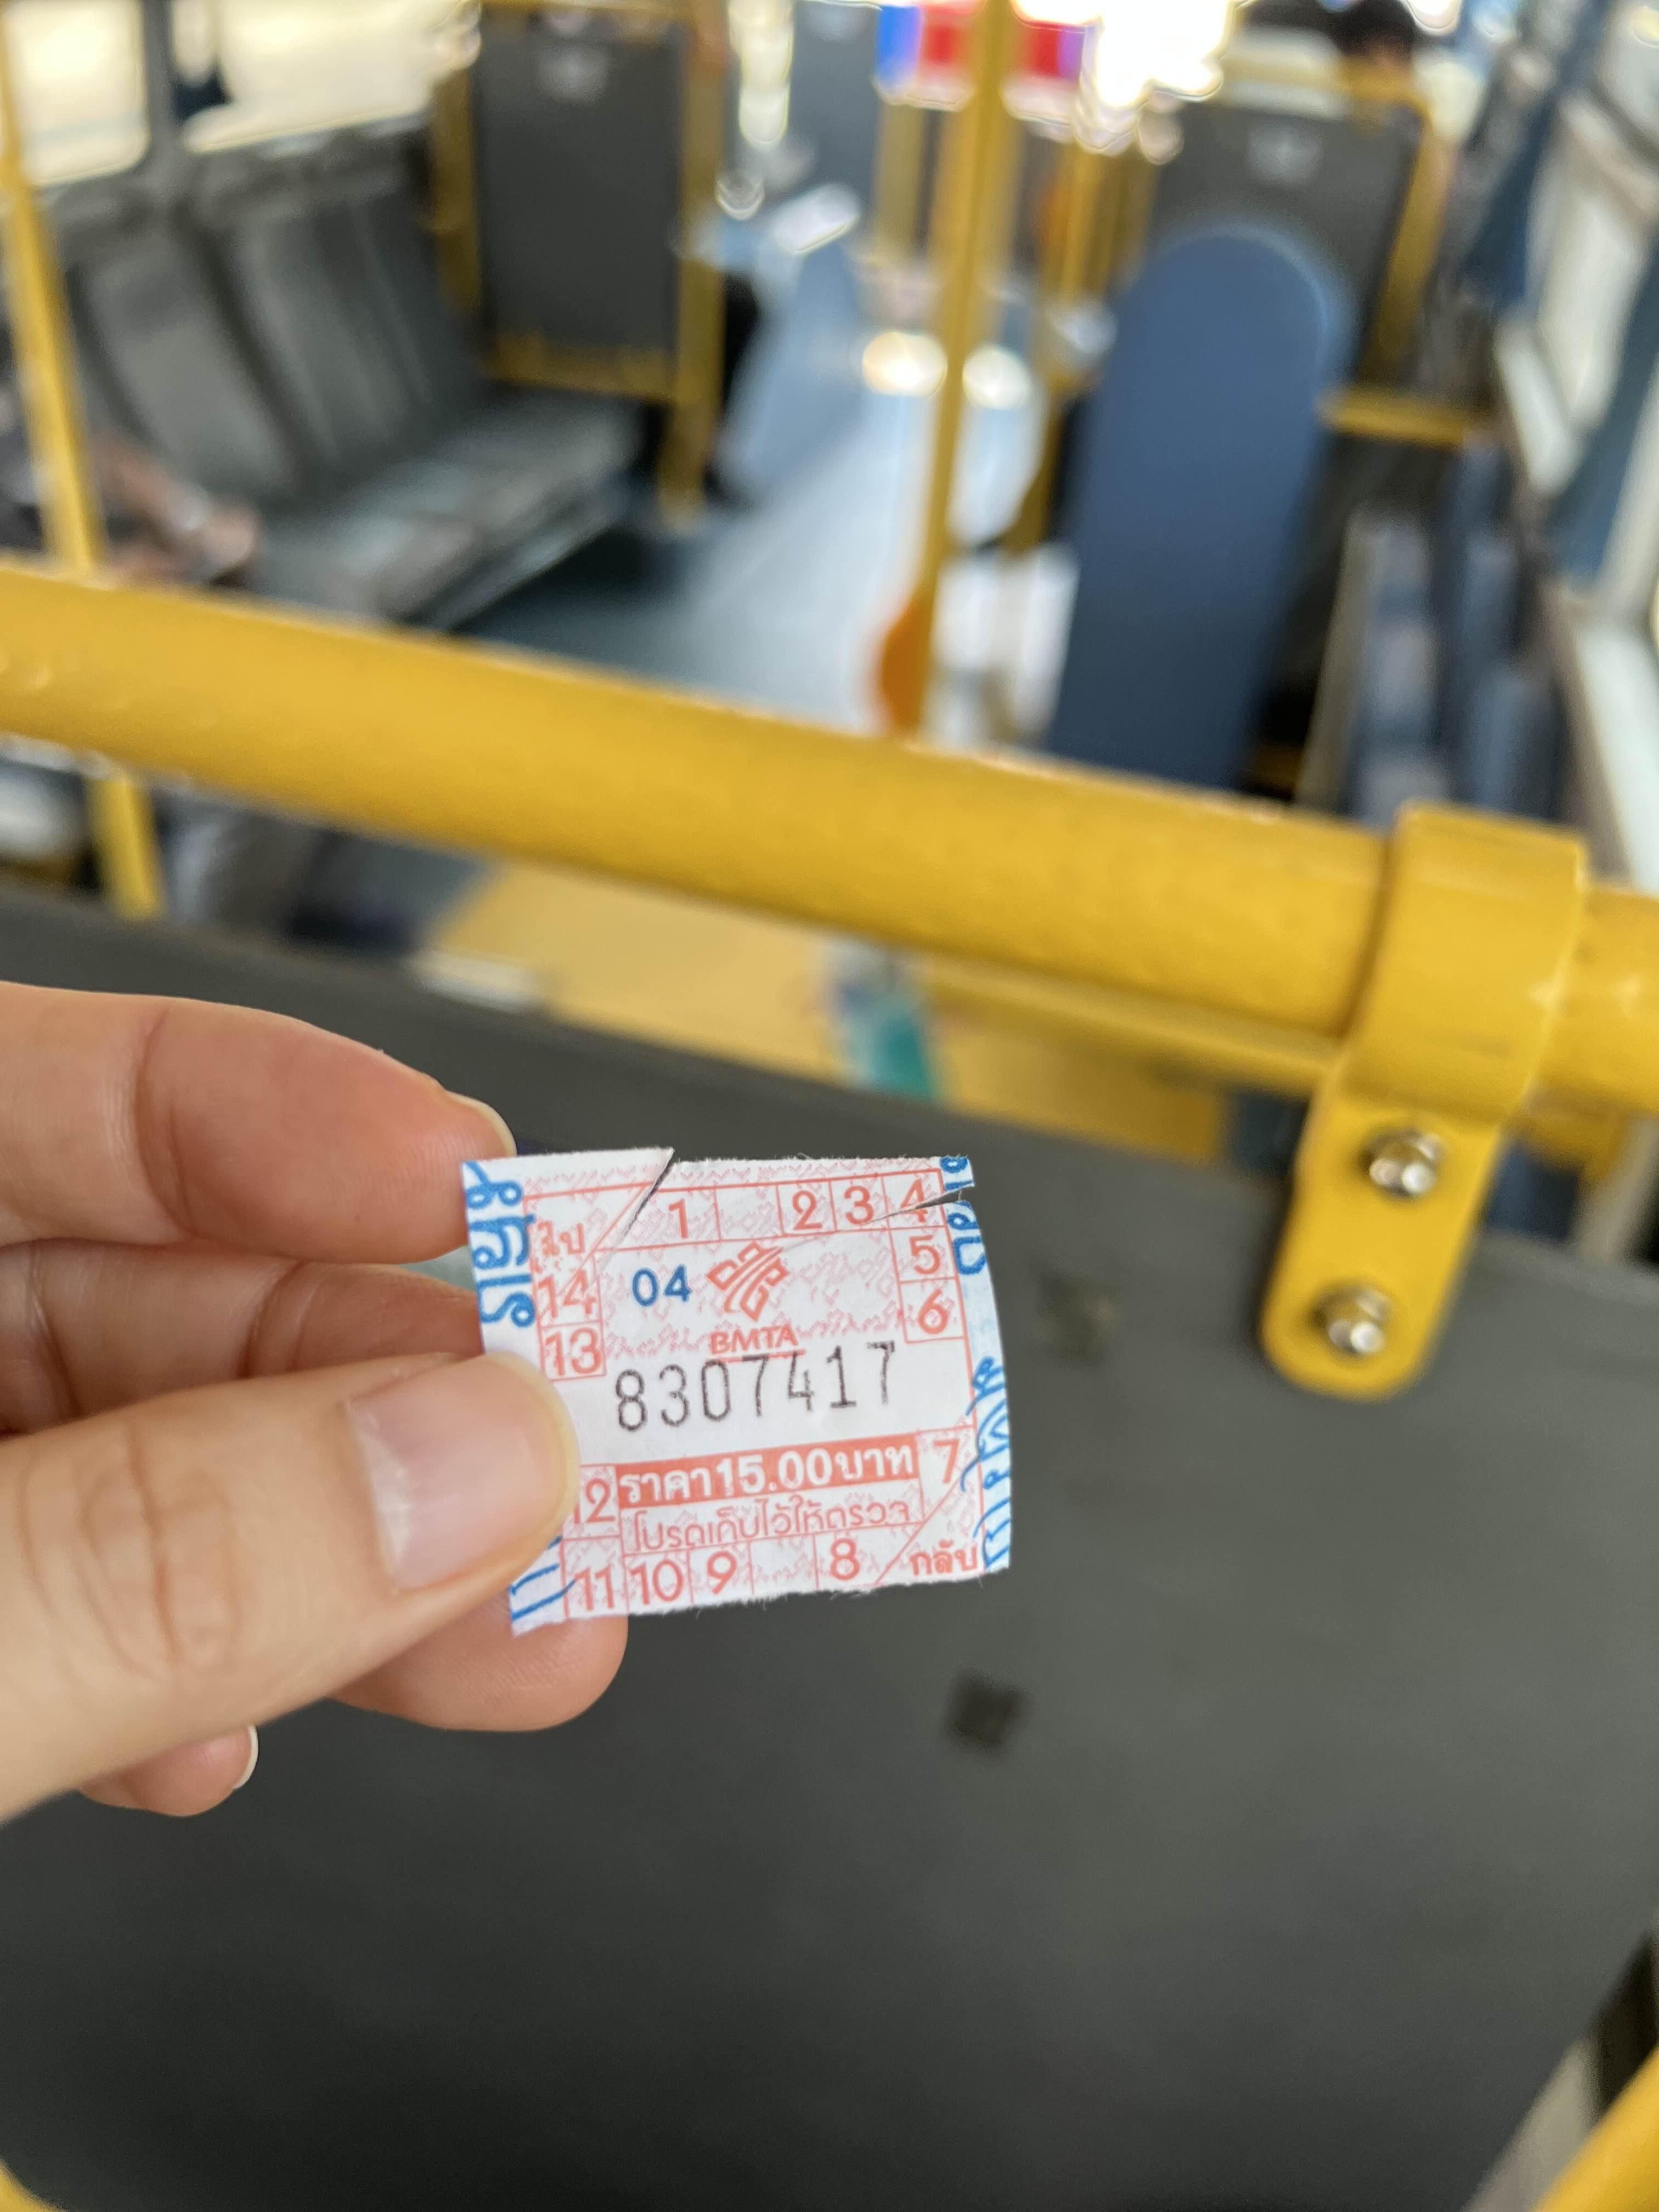 ไป 1 2 3 4
14 04 5
13 BMTA 6
8307417
12 ราคา15.00บาท 7
โปรดเก็บไว้ให้ตรวจ
11 10 9 8 กลับ